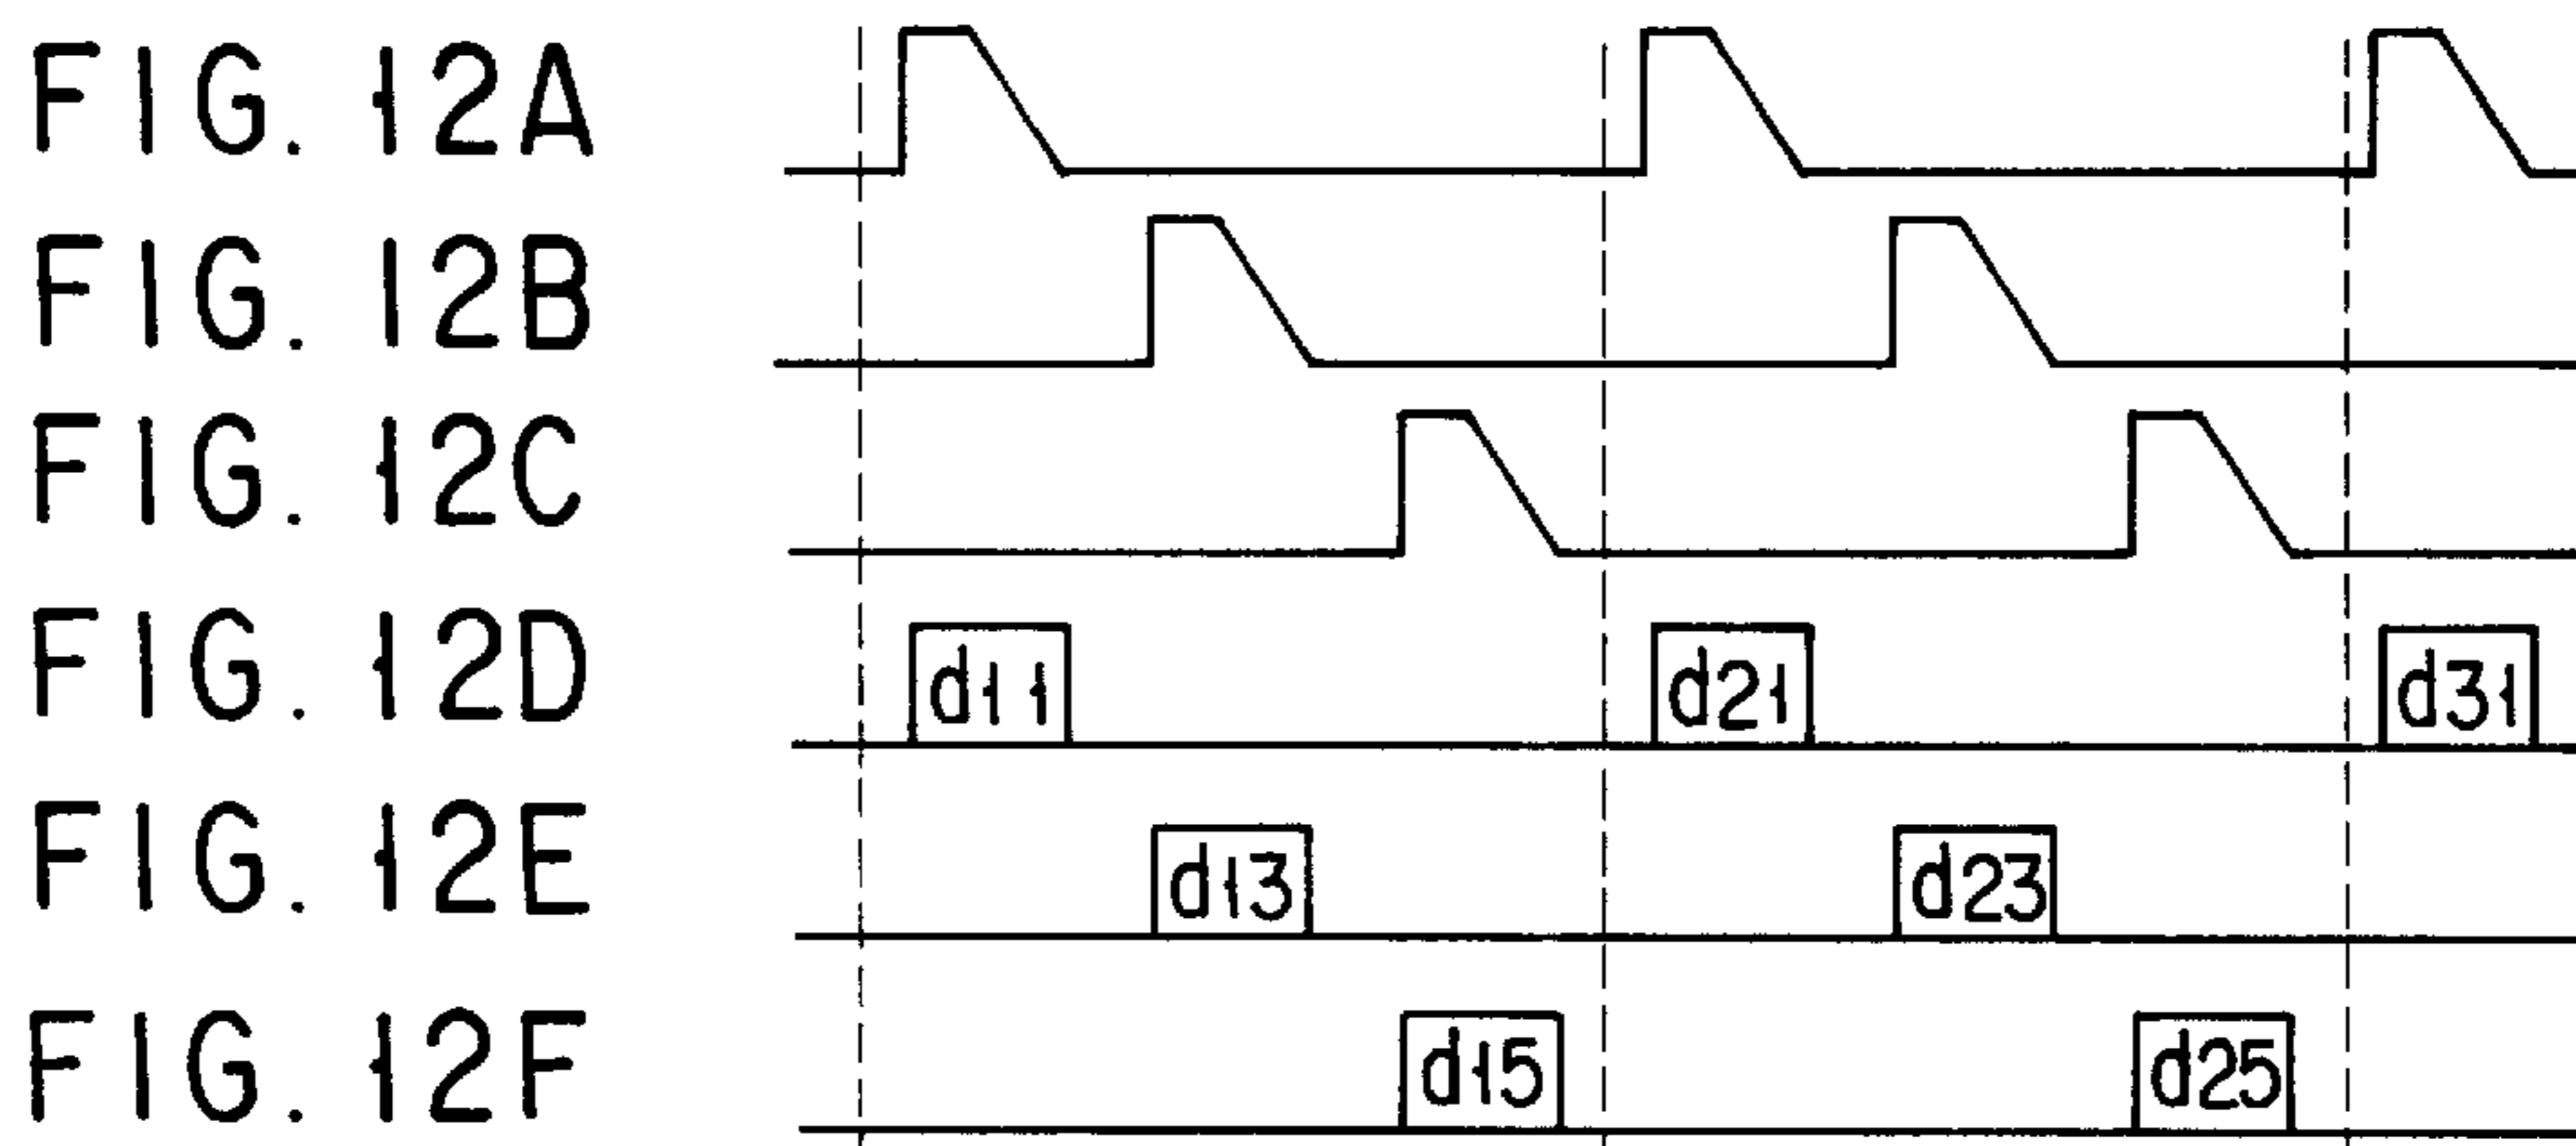 FIG. 12A
FIG. 12B
FIG. 12C
FIG. 12D
d11 d21 d31
FIG. 12E
d13 d23
FIG. 12F
d15 d25